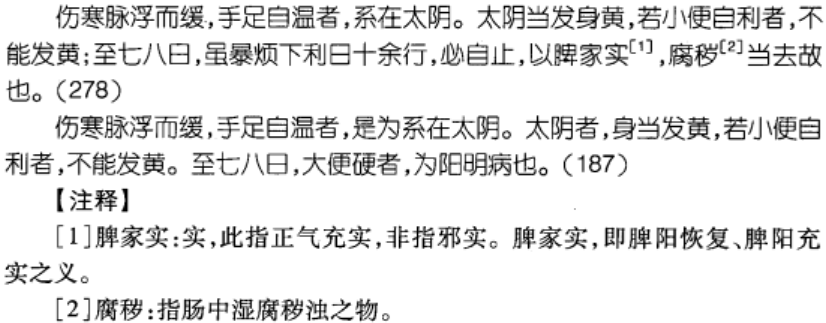 伤寒脉浮而缓,手足自温者,系在太阴。太阴当发身黄,若小便自利者,不
能发黄;至七八日,虽暴烦下利日十余行,必自止,以脾家实[1],腐秽[2]当去故
也。(278)
伤寒脉浮而缓,手足自温者,是为系在太阴。太阴者,身当发黄,若小便自
利者,不能发黄。至七八日,大便硬者,为阳明病也。(187)
【注释】
[1]脾家实:实,此指正气充实,非指邪实。脾家实,即脾阳恢复、脾阳充
实之义。
[2]腐秽:指肠中湿腐秽浊之物。